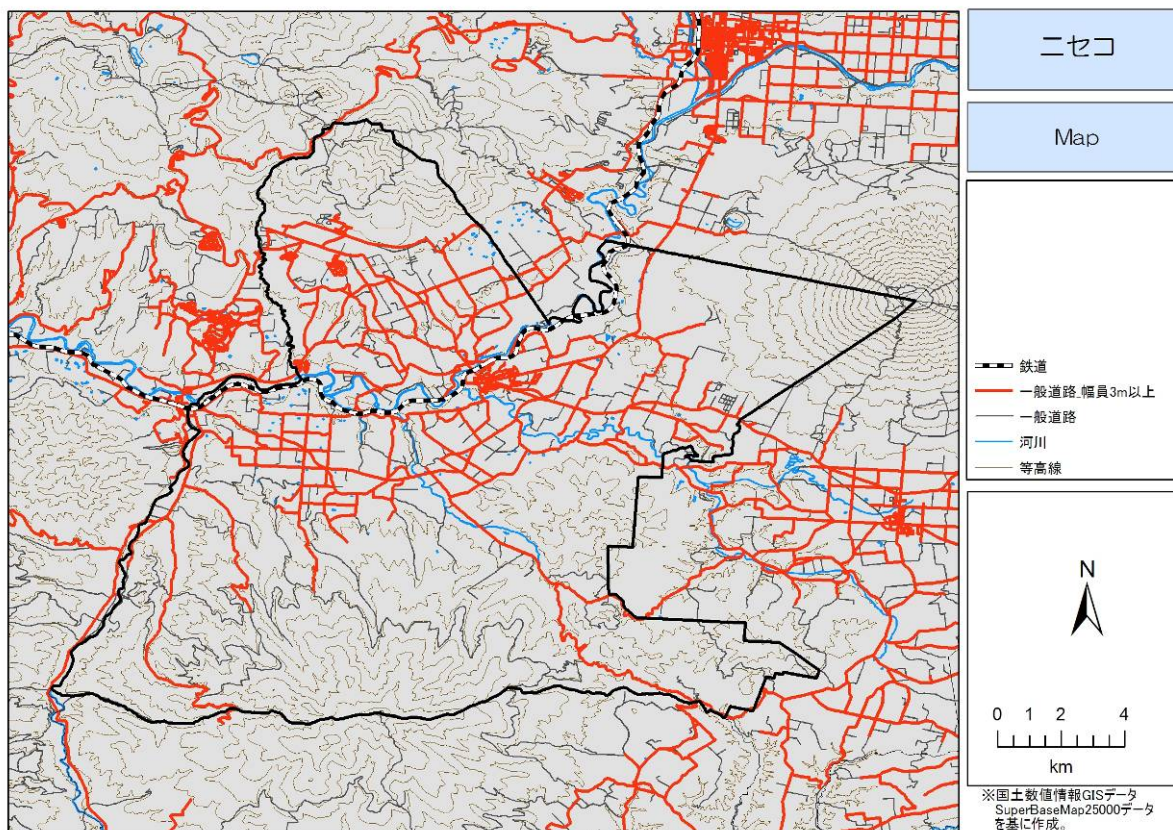 ニセコ
Map
鉄道
一般道路_幅員3m以上
一般道路
河川
等高線
N
0 1 2 4
km
※国土数値情報GISデータ
SuperBaseMap25000データ
を基に作成。